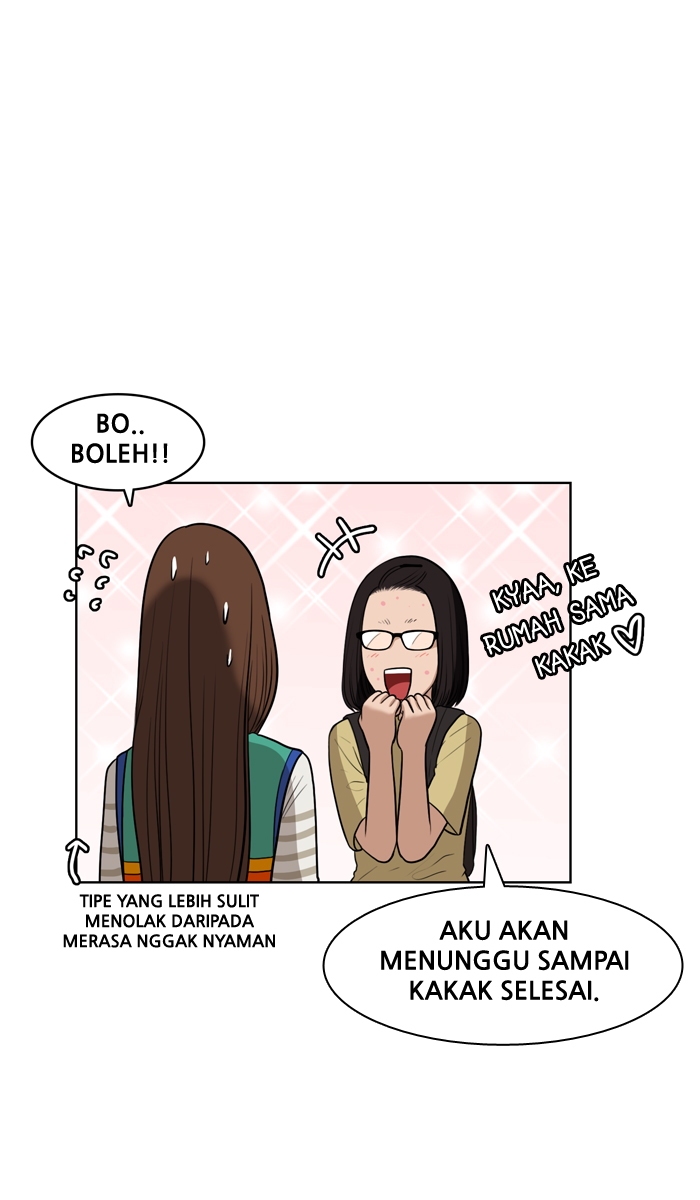 BO..
BOLEH!!
KYAA, KE
RUMAH SAMA
KAKAK ♡
TIPE YANG LEBIH SULIT
MENOLAK DARIPADA
MERASA NGGAK NYAMAN
AKU AKAN
MENUNGGU SAMPAI
KAKAK SELESAI.